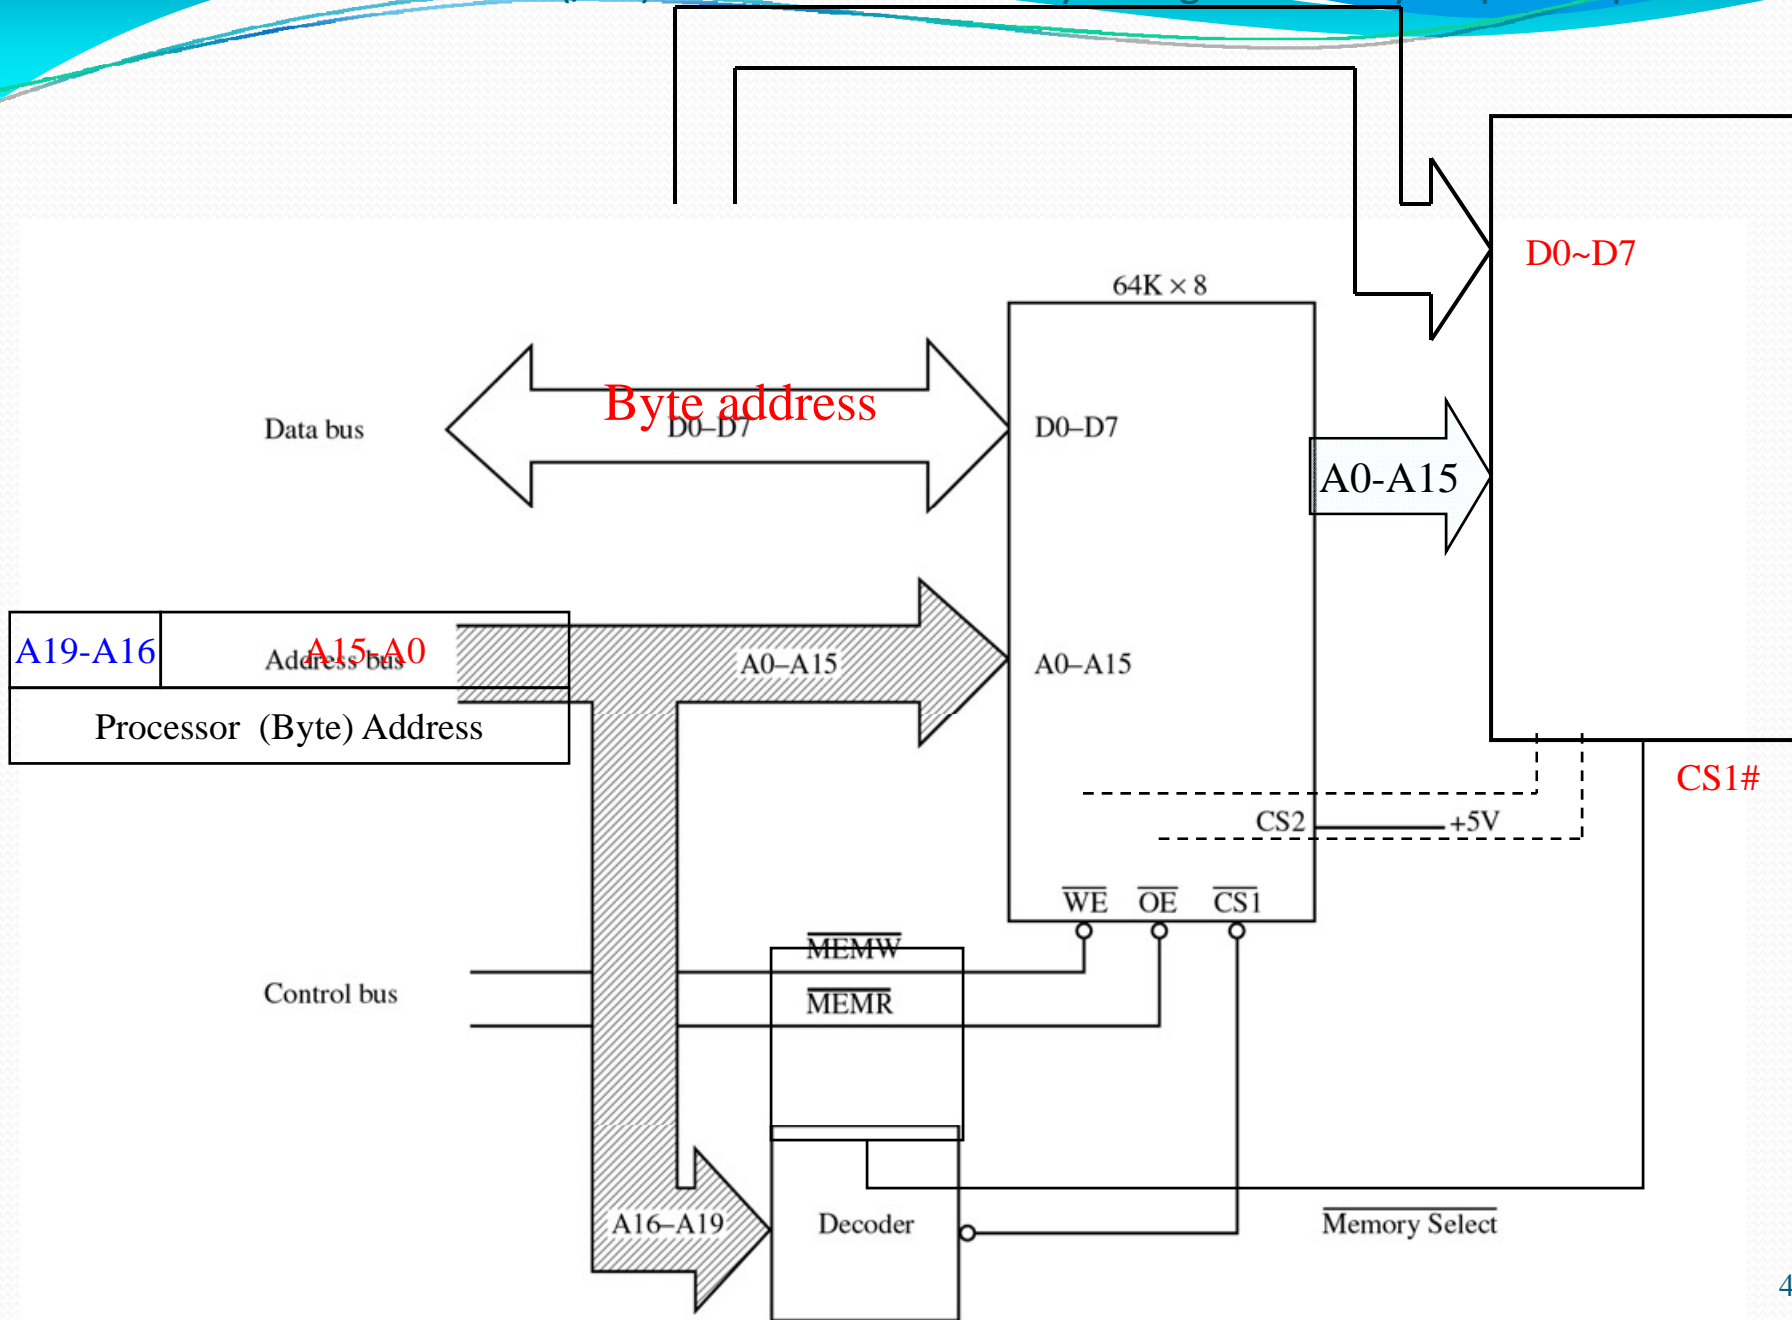 D0~D7
64K × 8
Byte address
Data bus
D0–D7
D0–D7
A0-A15
A19-A16
A15-A0
Address bus
A0–A15
A0–A15
Processor (Byte) Address
CS1#
CS2
+5V
WE
OE
CS1
MEMW
Control bus
MEMR
A16–A19
Decoder
Memory Select
4